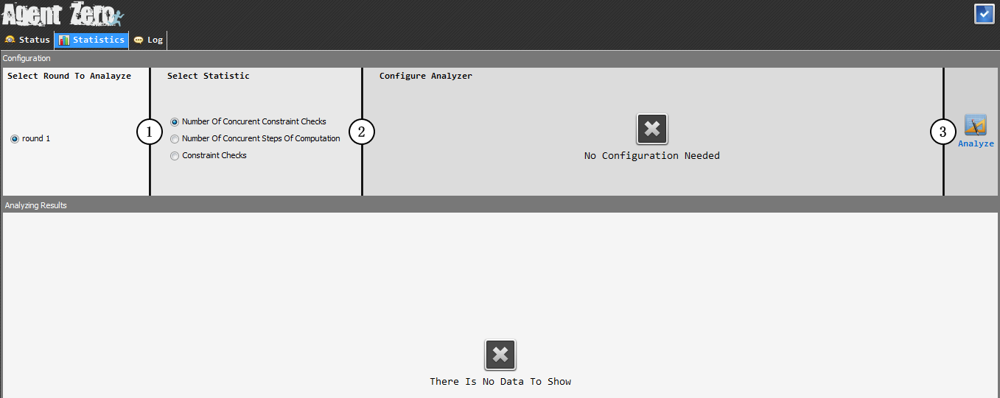 Agent Zero
Status Statistics Log
Configuration
Select Round To Analayze
round 1
1
Select Statistic
Number Of Concurent Constraint Checks
Number Of Concurent Steps Of Computation
Constraint Checks
2
Configure Analyzer
No Configuration Needed
3
Analyze
Analyzing Results
There Is No Data To Show